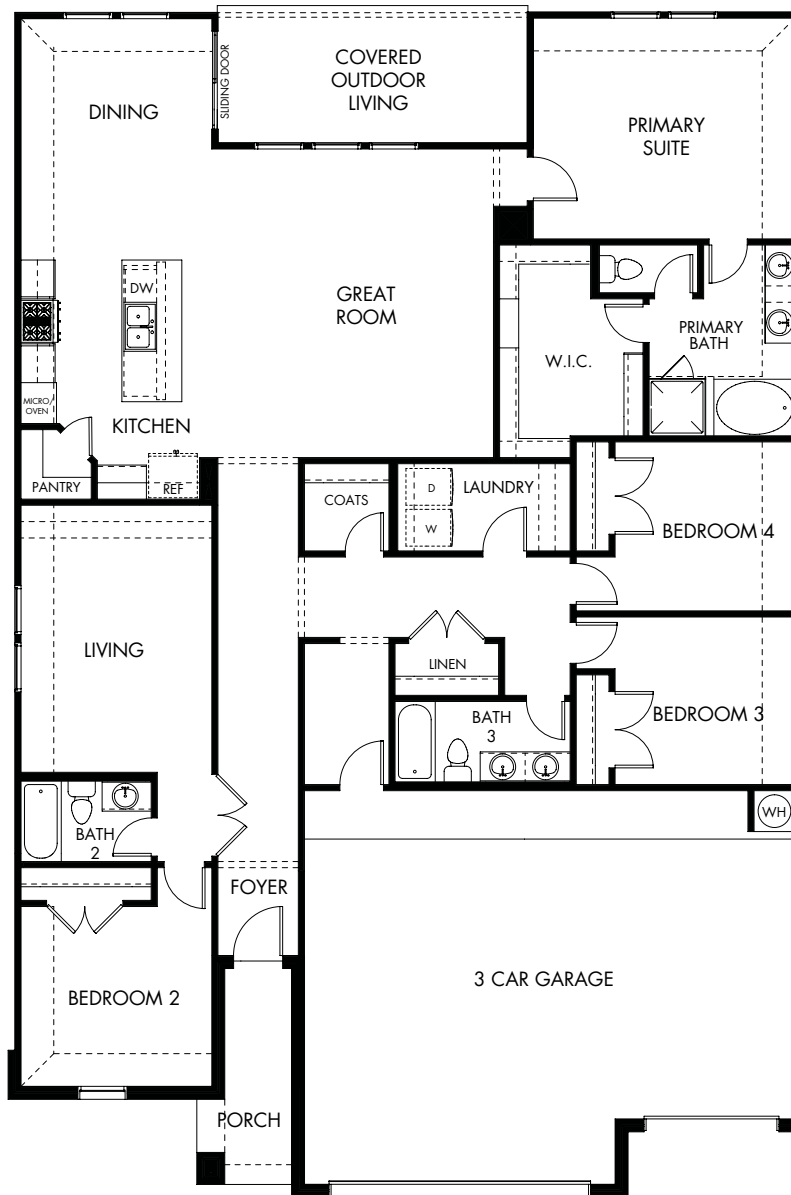 COVERED
OUTDOOR
LIVING
SLIDING DOOR
DINING
PRIMARY
SUITE
DW
GREAT
ROOM
W.I.C.
PRIMARY
BATH
MICRO/
OVEN
KITCHEN
PANTRY
REF
COATS
D
W
LAUNDRY
BEDROOM 4
LIVING
LINEN
BATH
3
BEDROOM 3
BATH
2
WH
FOYER
BEDROOM 2
3 CAR GARAGE
PORCH